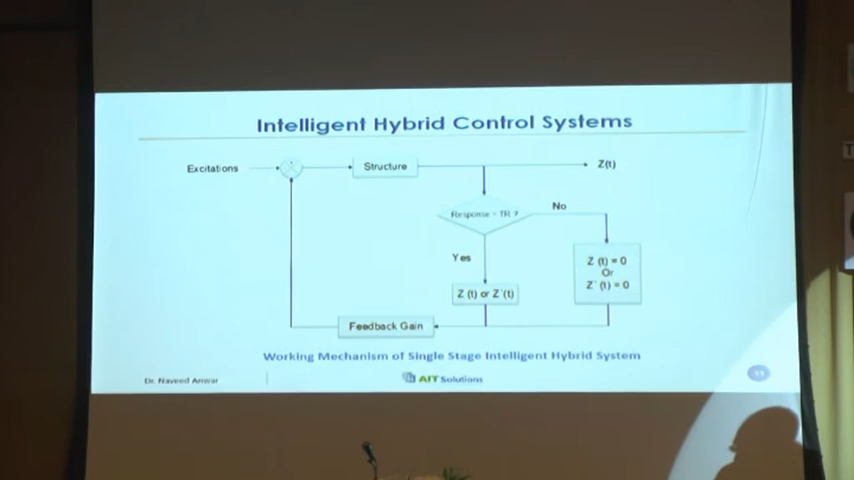 Intelligent Hybrid Control Systems
Excitations
Structure
Z(t)
Response - TR ?
No
Yes
Z (t) = 0
Or
Z˙ (t) = 0
Z (t) or Z˙(t)
Feedback Gain
Working Mechanism of Single Stage Intelligent Hybrid System
Dr. Naveed Anwar
AIT Solutions